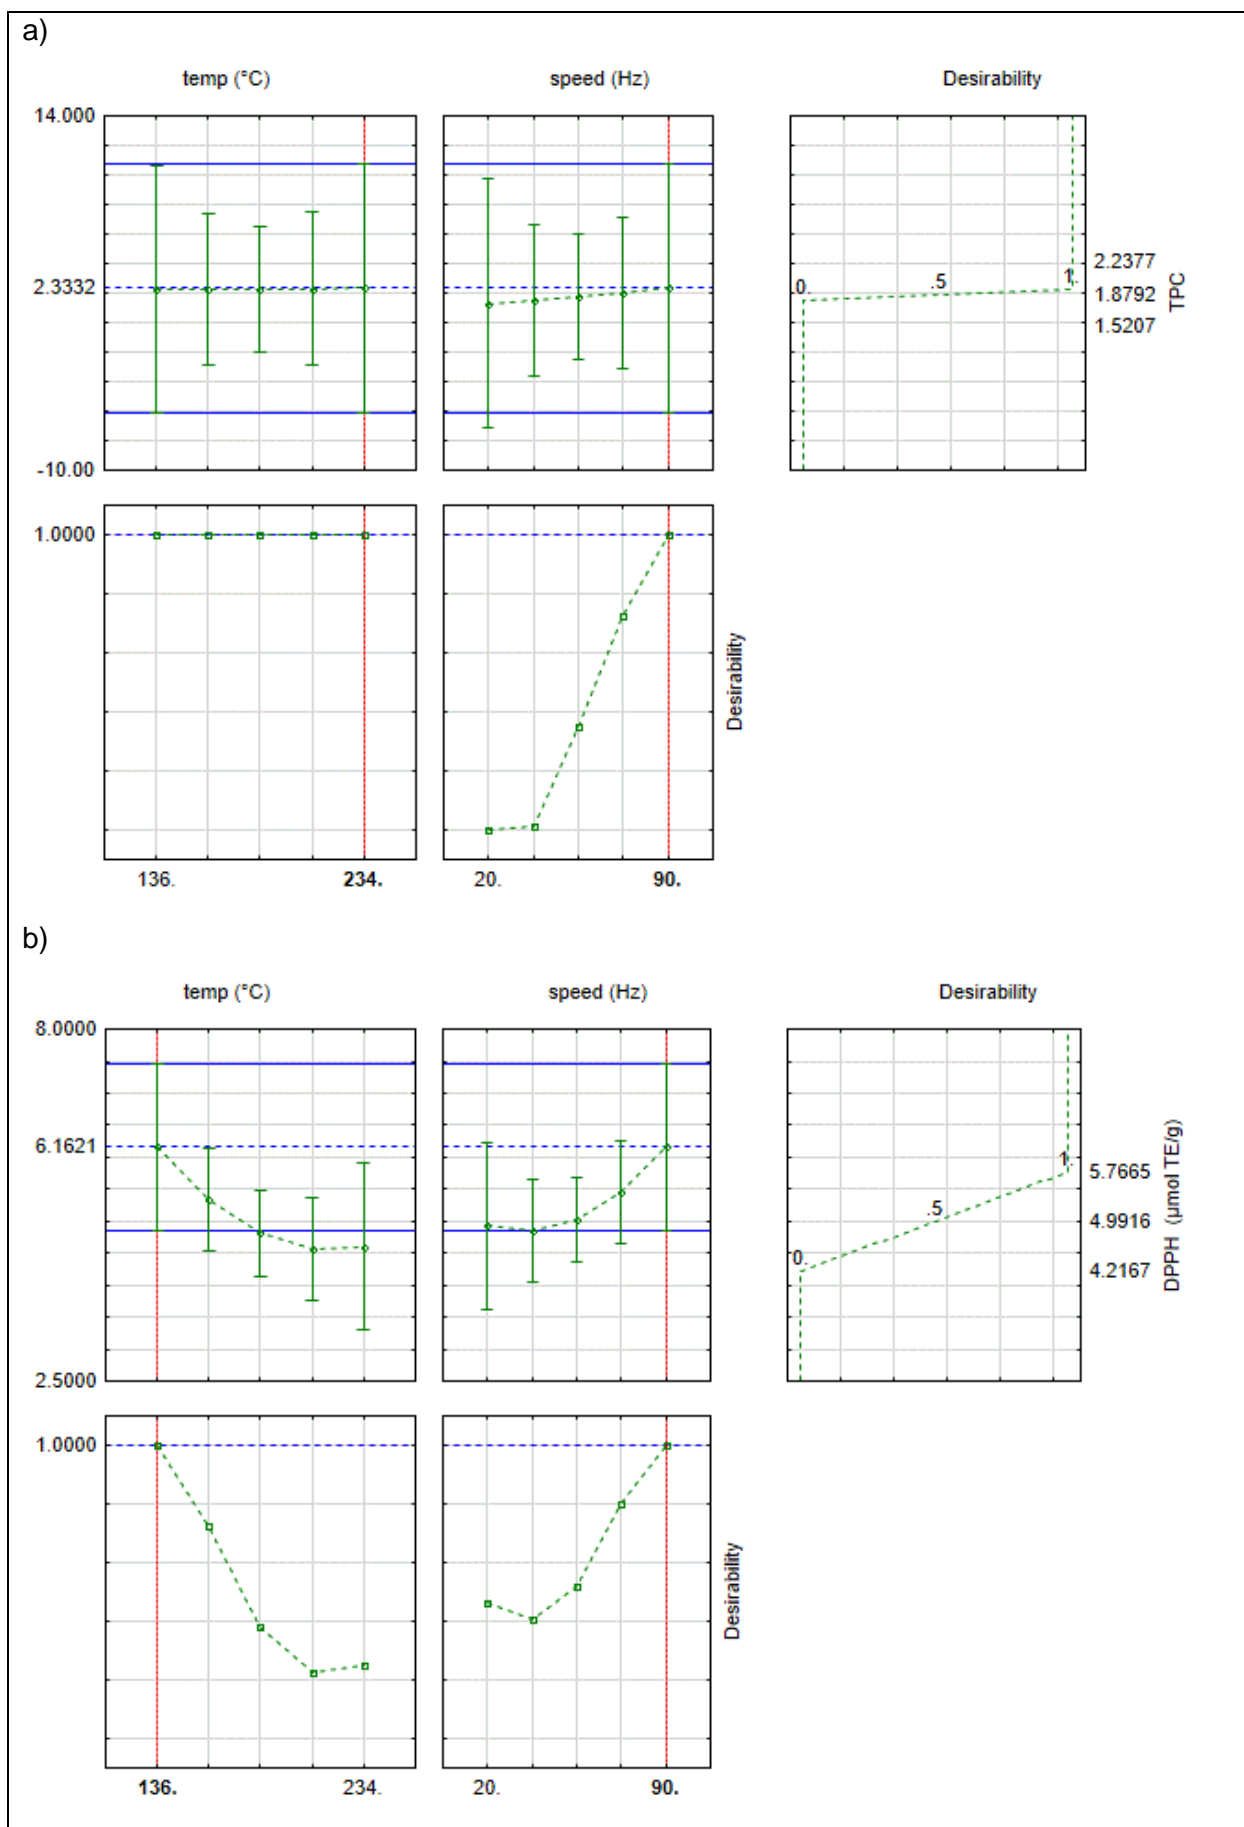 a)
temp (°C) speed (Hz) Desirability
14.000
2.3332
-10.00
0. .5 1.
2.2377
1.8792
1.5207
TPC
1.0000
Desirability
136. 234. 20. 90.
b)
temp (°C) speed (Hz) Desirability
8.0000
6.1621
2.5000
0. .5 1.
5.7665
4.9916
4.2167
DPPH (µmol TE/g)
1.0000
Desirability
136. 234. 20. 90.